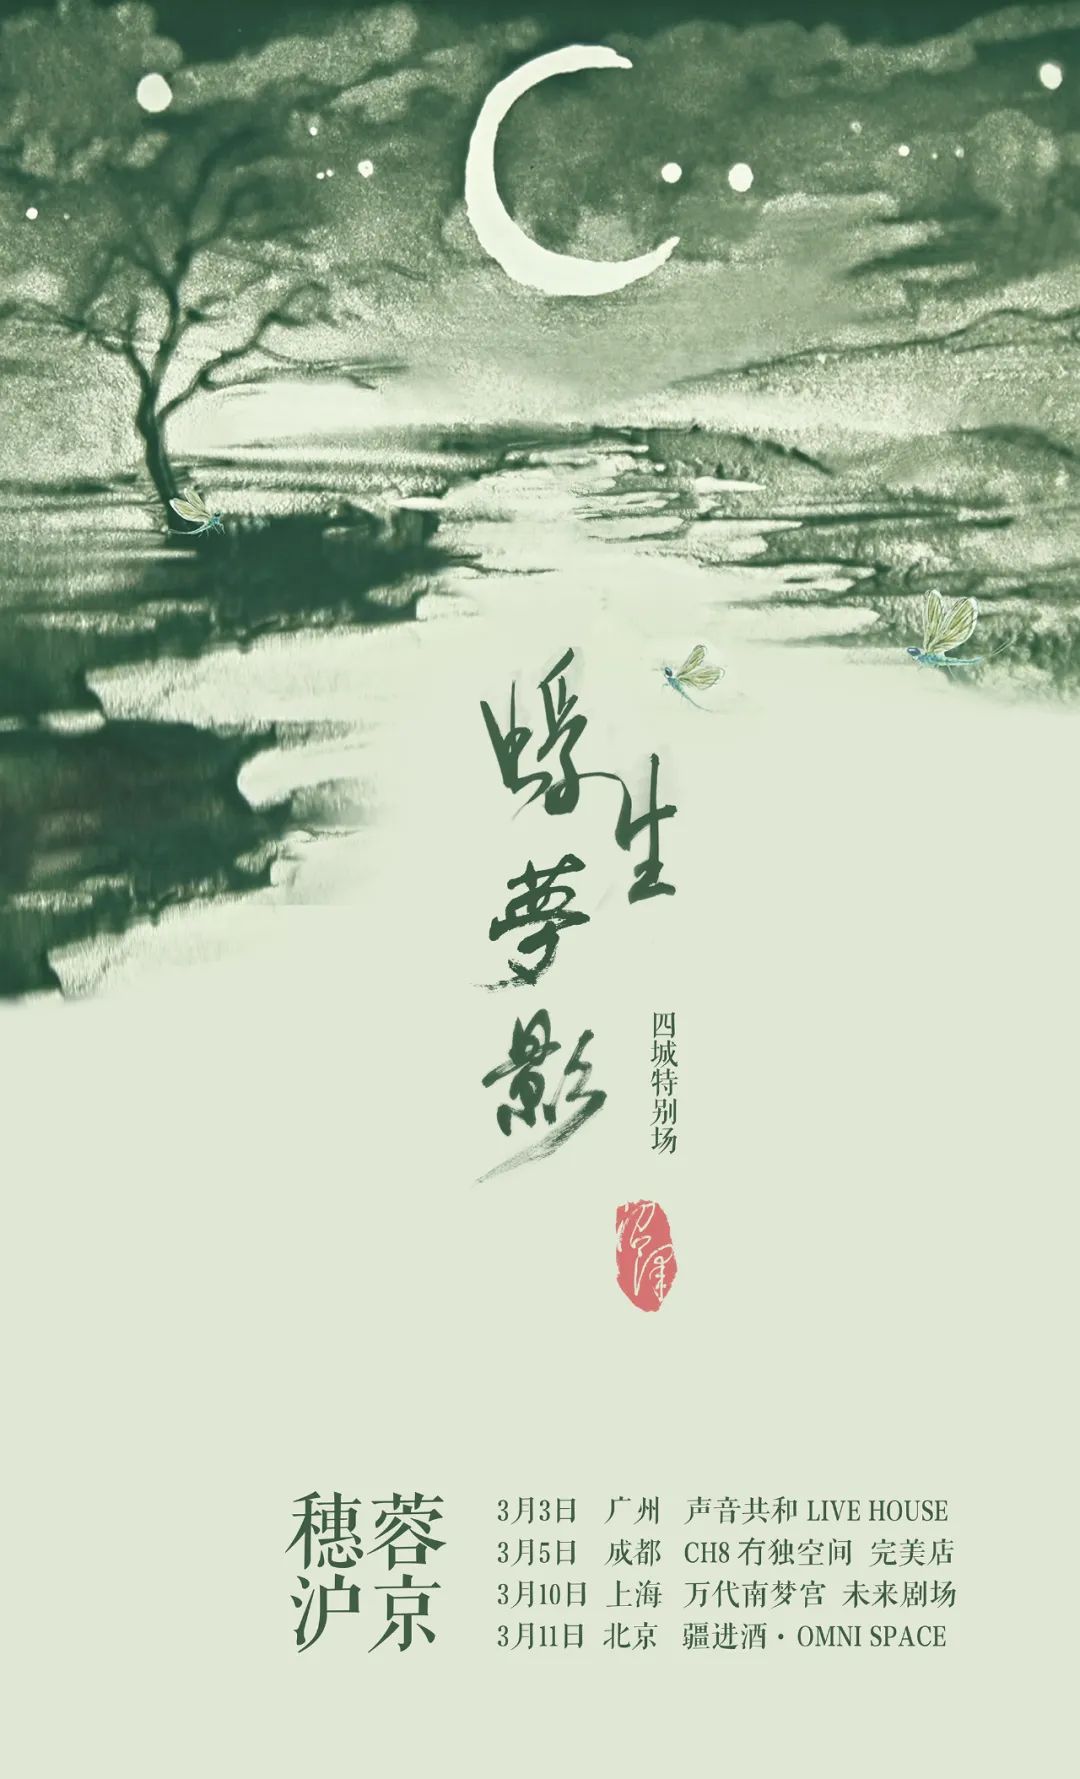 蜉生
夢
影
四城特别场
穗蓉
沪京
3月3日 广州 声音共和 LIVE HOUSE
3月5日 成都 CH8 冇独空间 完美店
3月10日 上海 万代南梦宫 未来剧场
3月11日 北京 疆进酒·OMNI SPACE